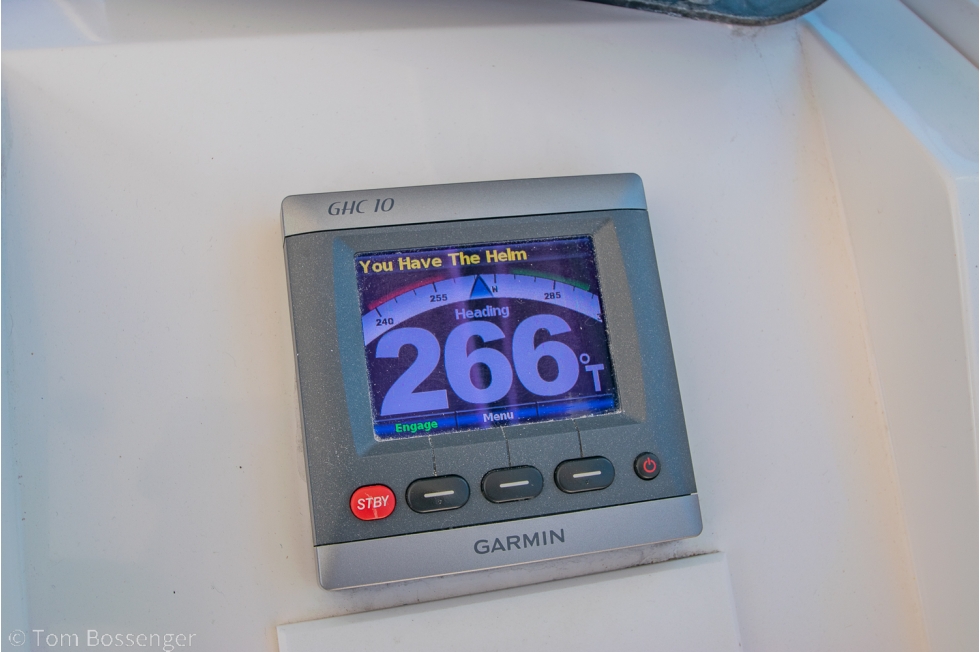 GHC 10
You Have The Helm
240 255 W 285
Heading
266°T
Engage Menu
STBY
GARMIN
© Tom Bossenger